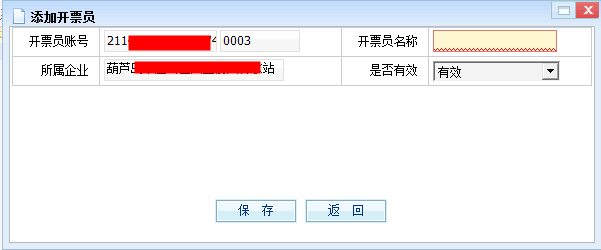 添加开票员
开票员账号 211 0003 开票员名称
所属企业 葫芦 站 是否有效 有效
保 存 返 回